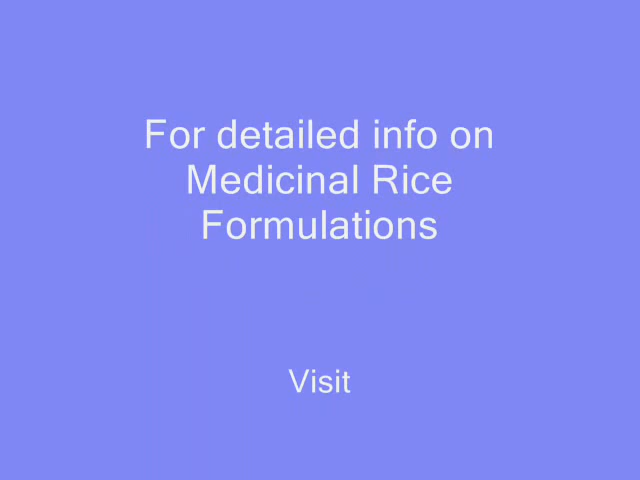 For detailed info on
Medicinal Rice
Formulations
Visit